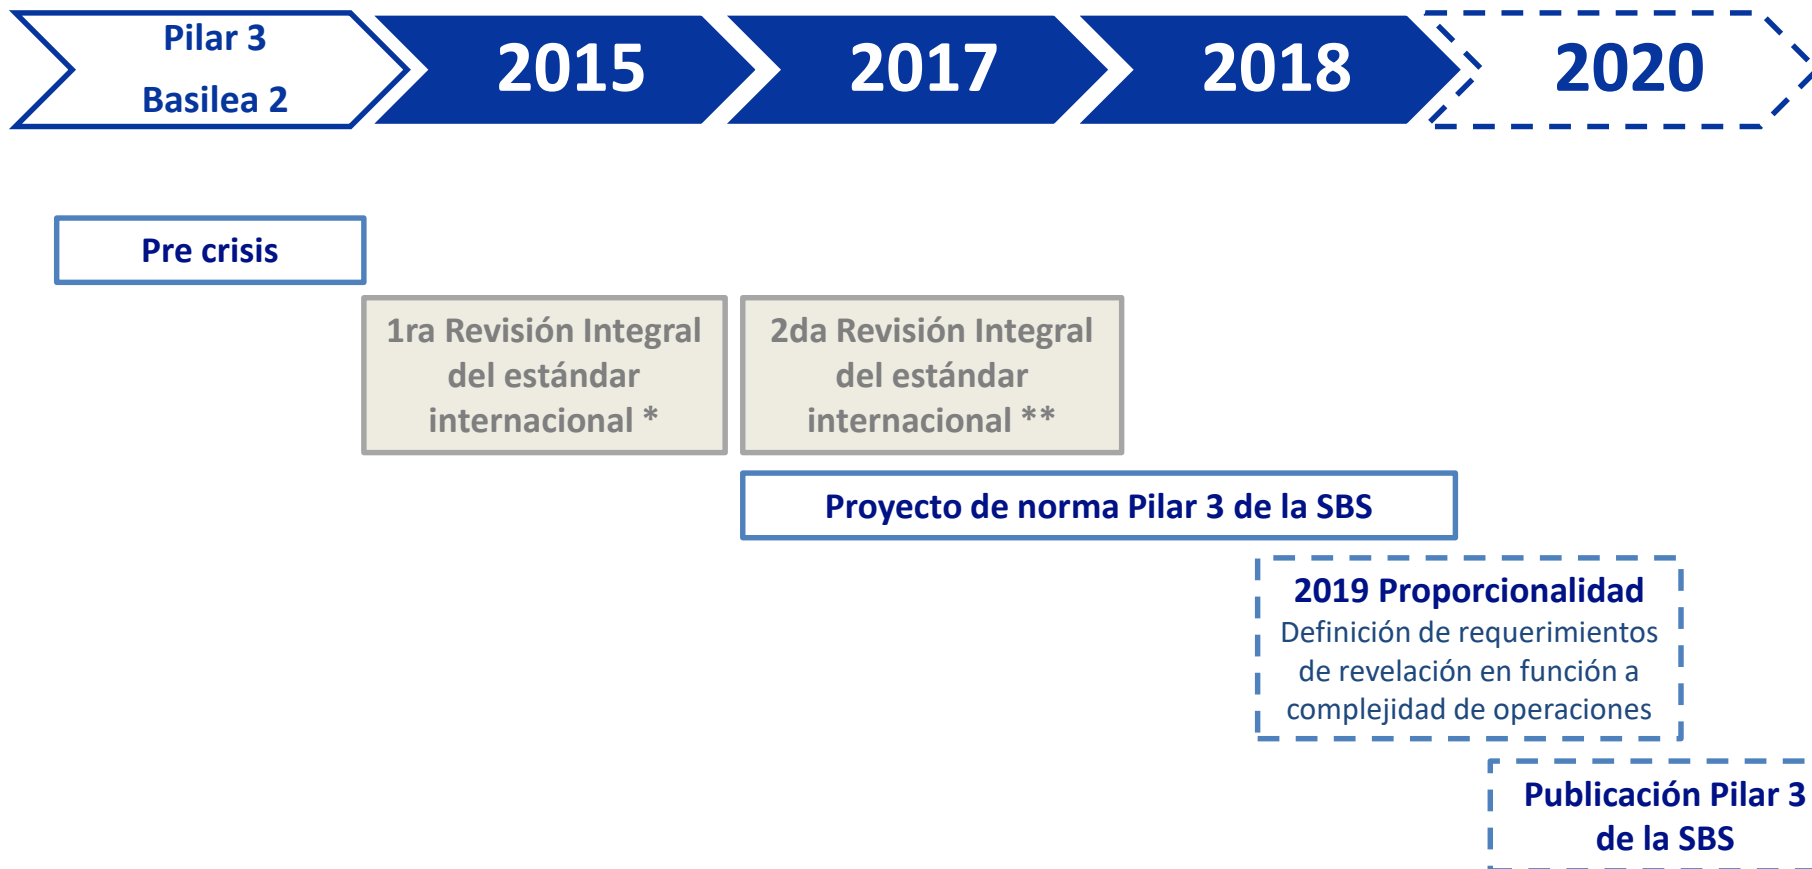 Pilar 3
Basilea 2
2015
2017
2018
2020
Pre crisis
1ra Revisión Integral
del estándar
internacional *
2da Revisión Integral
del estándar
internacional **
Proyecto de norma Pilar 3 de la SBS
2019 Proporcionalidad
Definición de requerimientos
de revelación en función a
complejidad de operaciones
Publicación Pilar 3
de la SBS